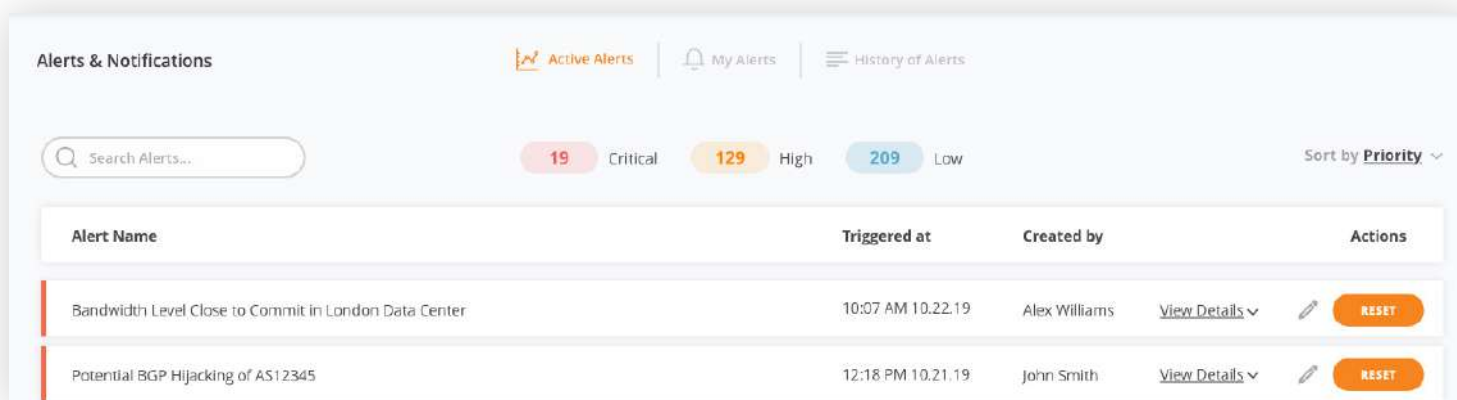 Alerts & Notifications Active Alerts My Alerts History of Alerts
Search Alerts... 19 Critical 129 High 209 Low Sort by Priority
Alert Name Triggered at Created by Actions
Bandwidth Level Close to Commit in London Data Center 10:07 AM 10.22.19 Alex Williams View Details RESET
Potential BGP Hijacking of AS12345 12:18 PM 10.21.19 John Smith View Details RESET